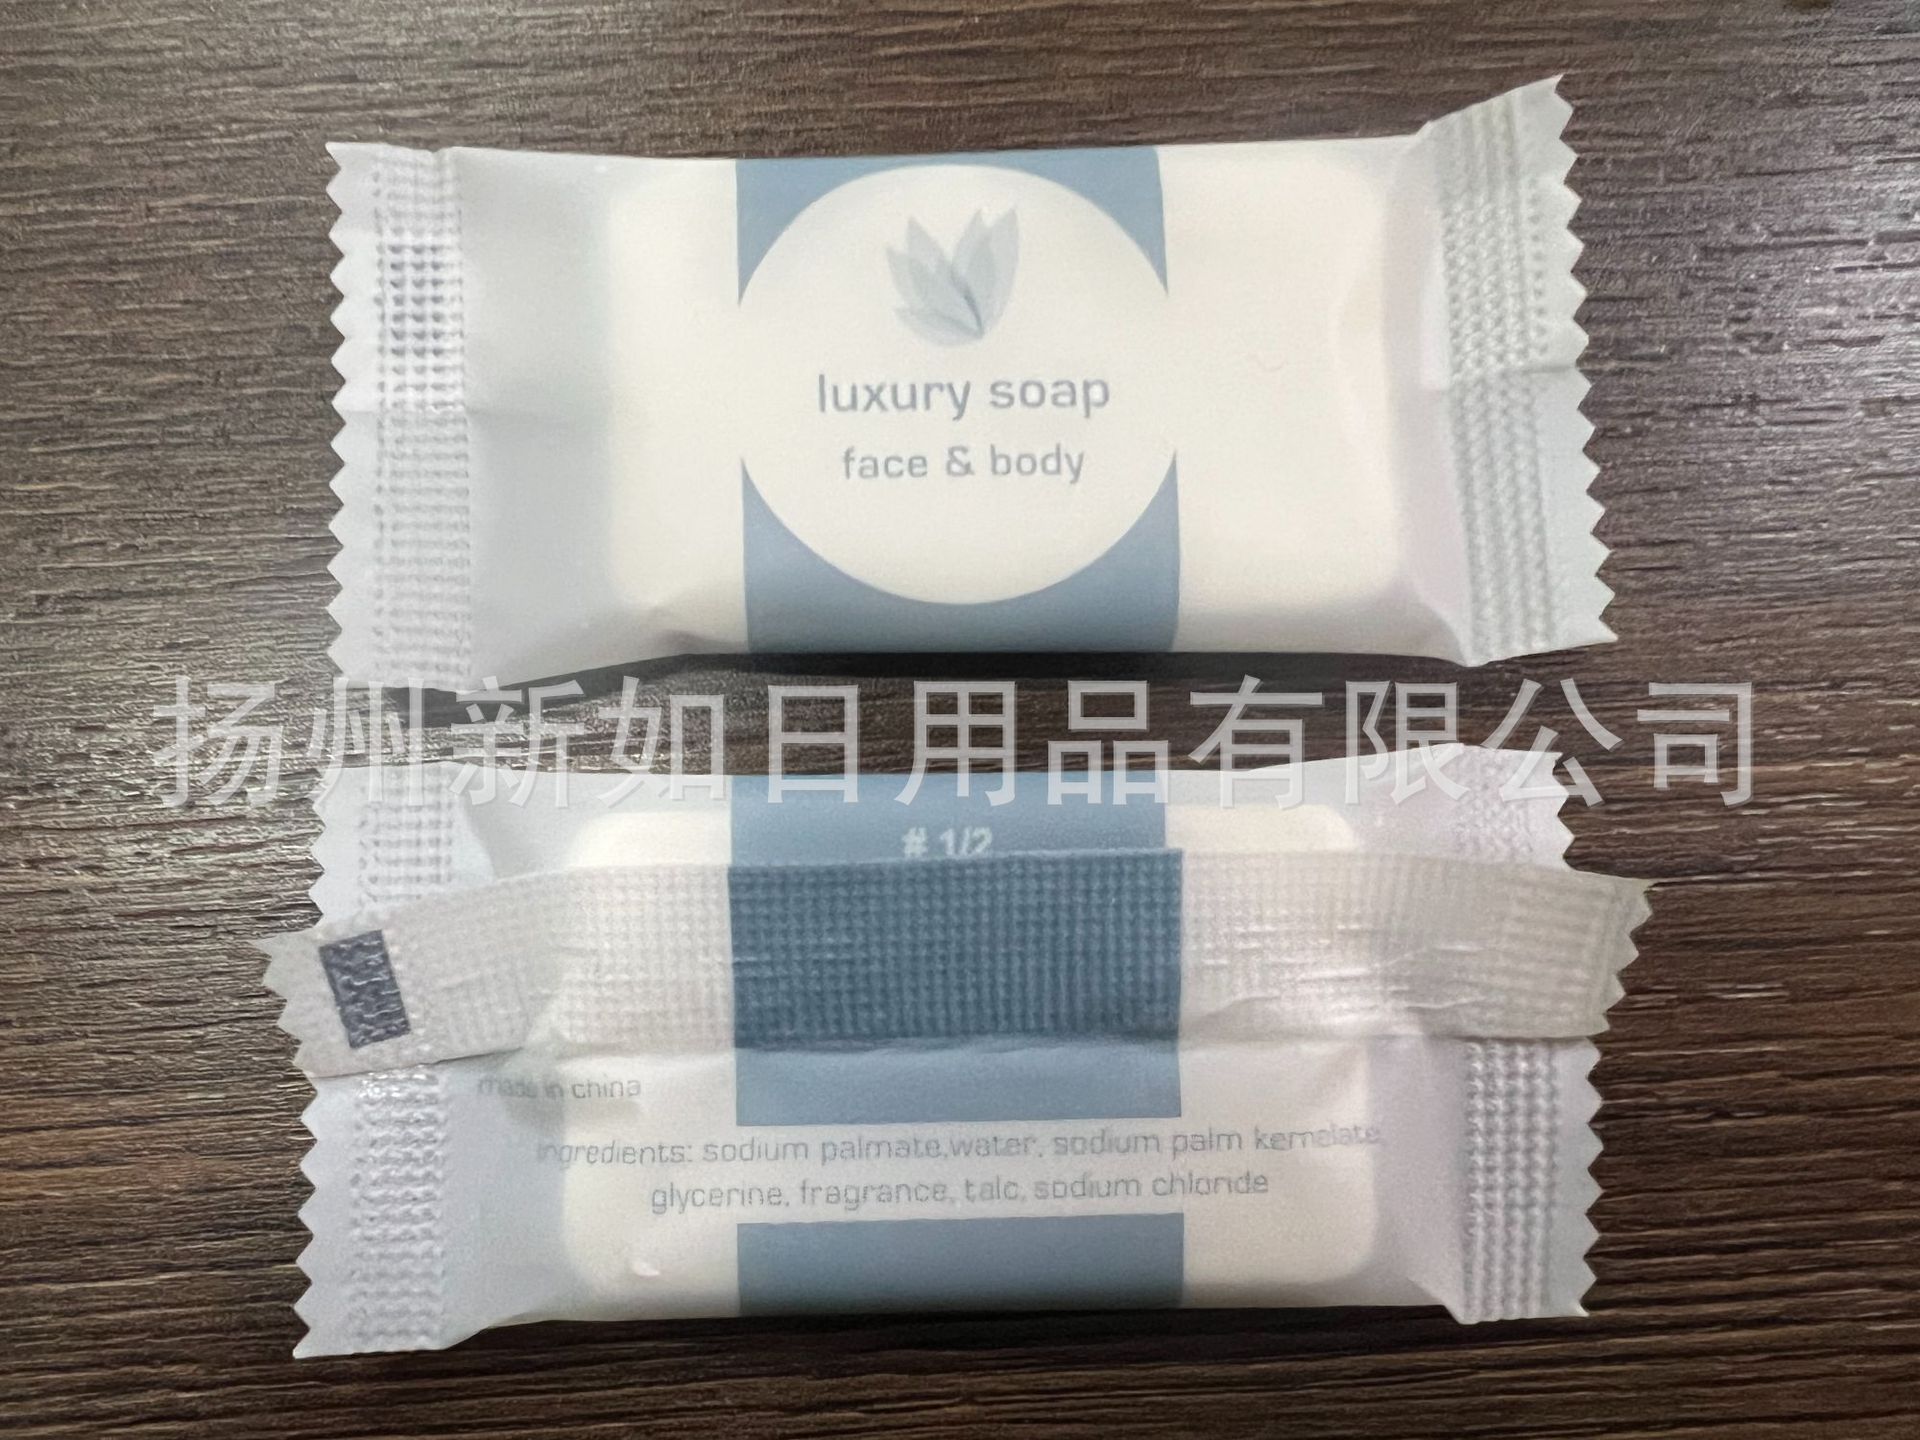 luxury soap
face & body
扬州新如日用品有限公司
# 1/2
made in china
ingredients: sodium palmate,water, sodium palm kernelate,
glycerine, fragrance, talc, sodium chloride